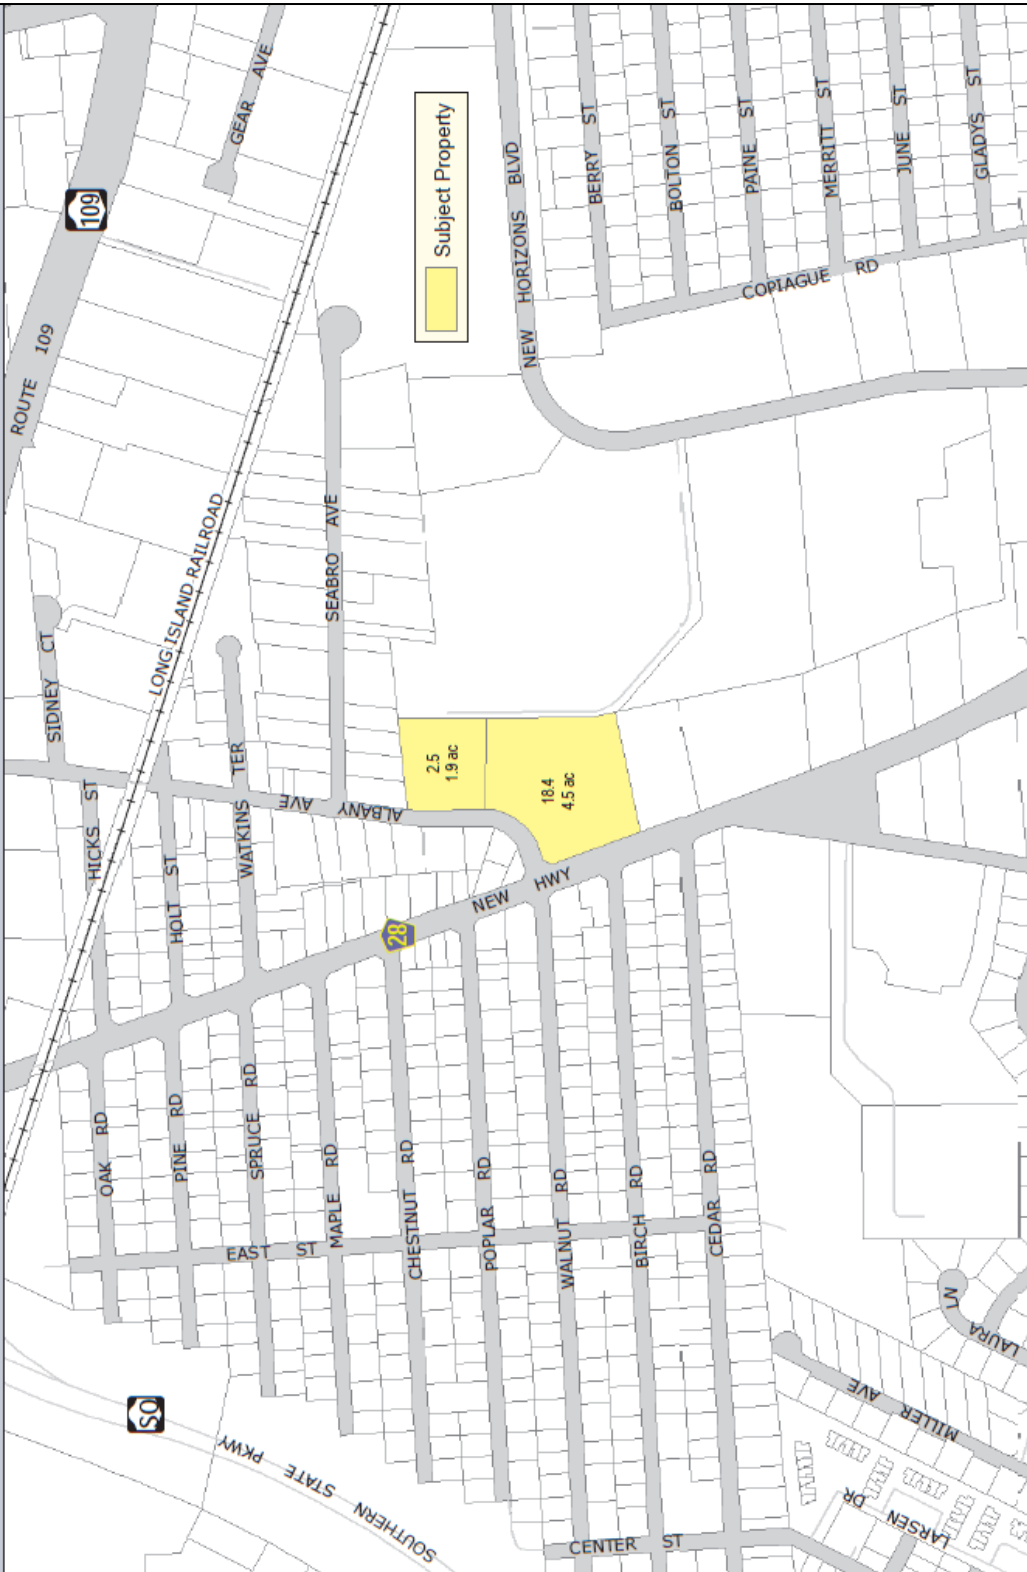 109
ROUTE 109
GEAR AVE
LONG ISLAND RAILROAD
Subject Property
NEW HORIZONS BLVD
BERRY ST
BOLTON ST
PAINE ST
MERRITT ST
JUNE ST
GLADYS ST
COPIAGUE RD
SEABRO AVE
SIDNEY CT
HICKS ST
HOLT ST
WATKINS TER
ALBANY AVE
2.5
1.9 ac
18.4
4.5 ac
NEW HWY
28
OAK RD
PINE RD
SPRUCE RD
MAPLE RD
CHESTNUT RD
POPLAR RD
WALNUT RD
BIRCH RD
CEDAR RD
EAST ST
SO
SOUTHERN STATE PKWY
CENTER ST
MILLER AVE
LARSEN DR
LAURA LN